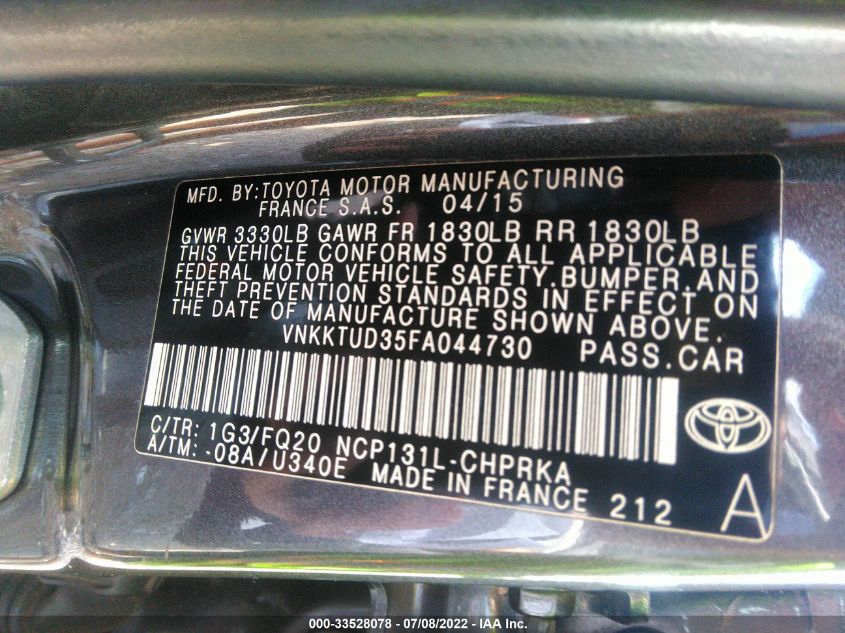 MFD. BY:TOYOTA MOTOR MANUFACTURING
FRANCE S.A.S. 04/15
GVWR 3330LB GAWR FR 1830LB RR 1830LB
THIS VEHICLE CONFORMS TO ALL APPLICABLE
FEDERAL MOTOR VEHICLE SAFETY,BUMPER,AND
THEFT PREVENTION STANDARDS IN EFFECT ON
THE DATE OF MANUFACTURE SHOWN ABOVE.
VNKKTUD35FA044730 PASS.CAR
C/TR: 1G3/FQ20 NCP131L-CHPRKA
A/TM: -08A/U340E MADE IN FRANCE 212
A
000-33528078 - 07/08/2022 - IAA Inc.